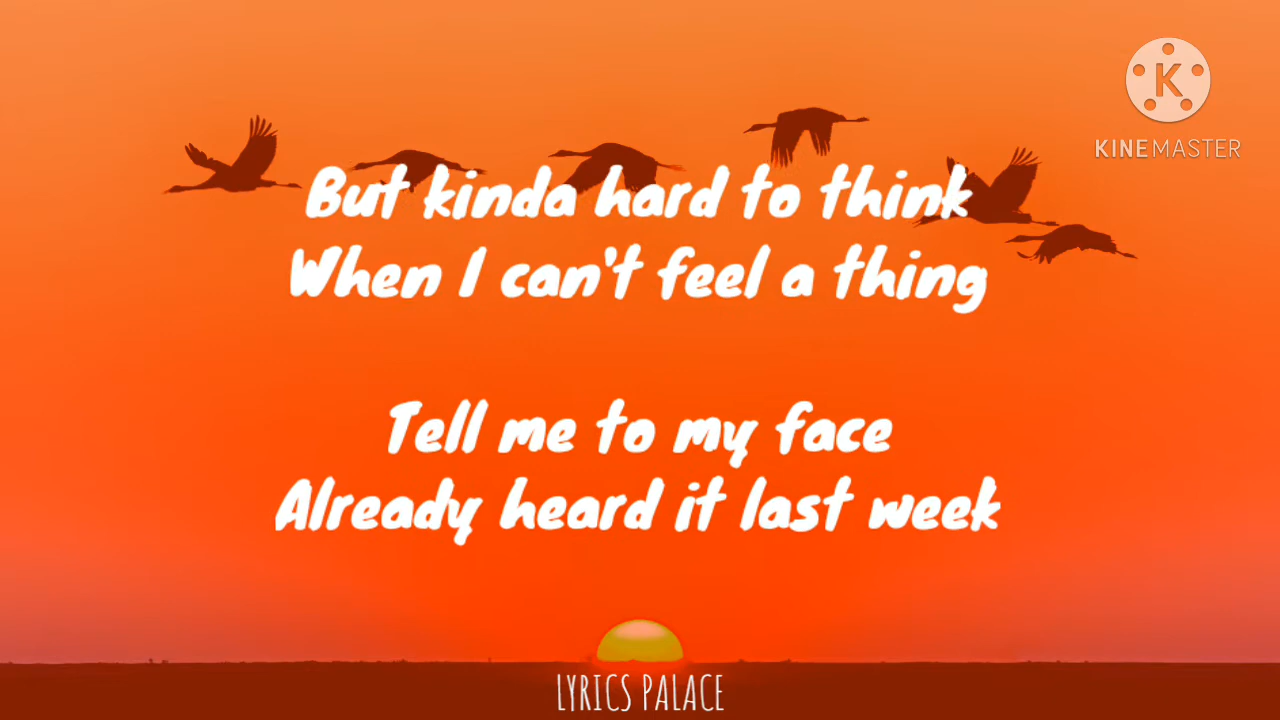 K
KINEMASTER
But kinda hard to think
When I can't feel a thing
Tell me to my face
Already heard it last week
LYRICS PALACE